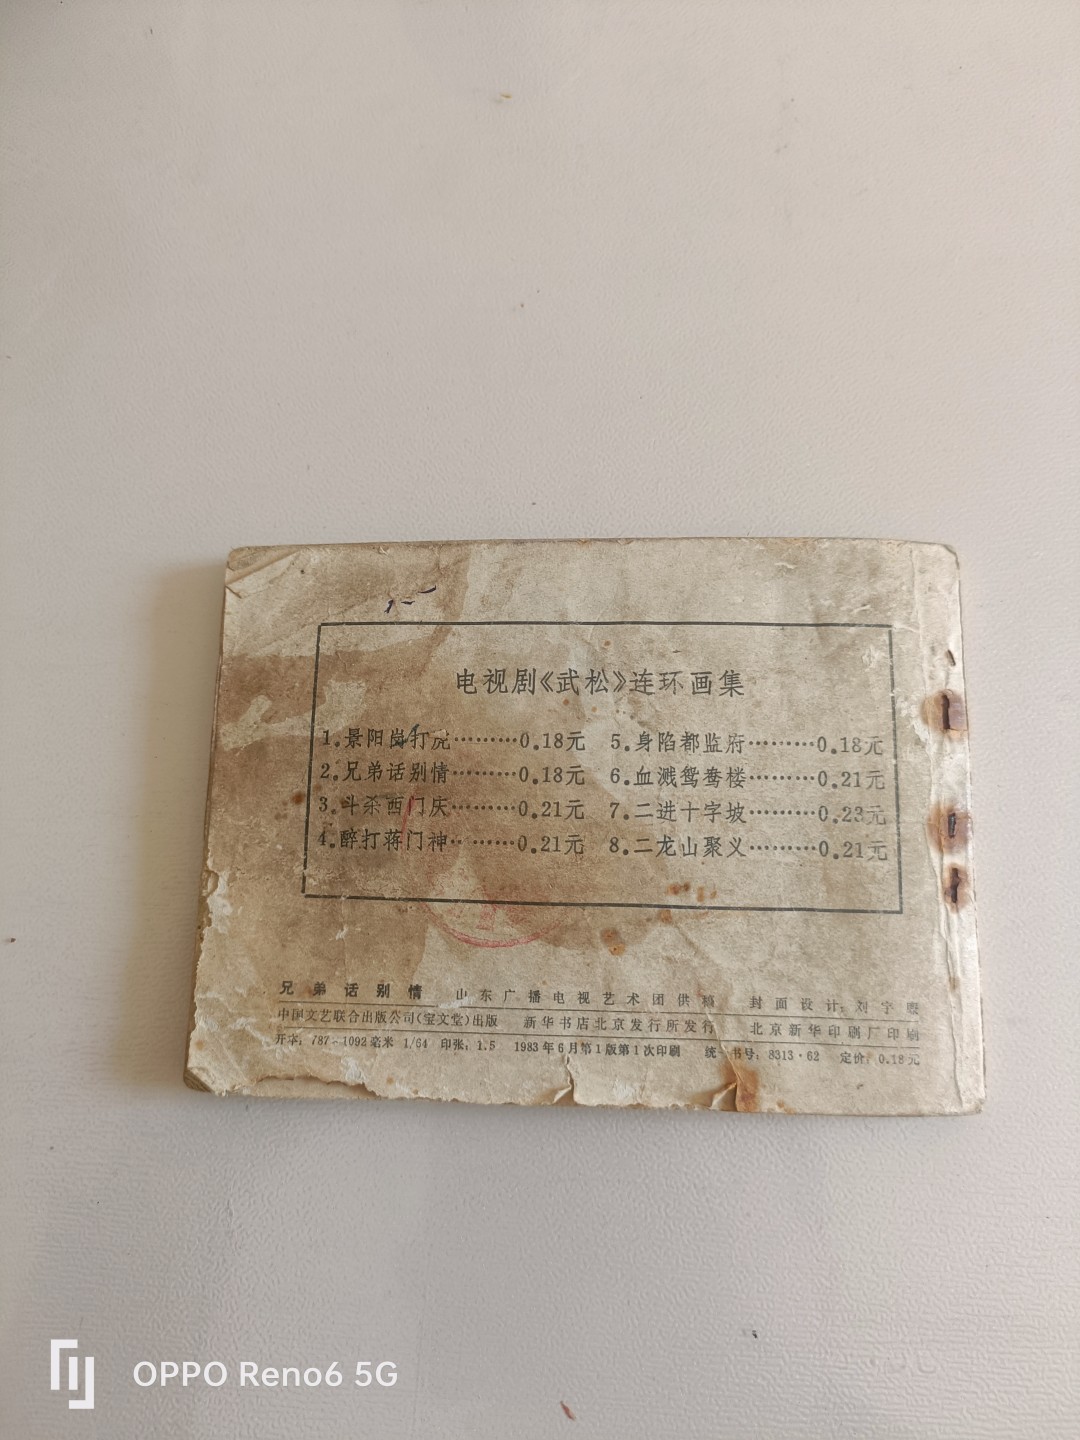 电视剧《武松》连环画集
1.景阳岗打虎………0.18元
2.兄弟话别情………0.18元
3.斗杀西门庆………0.21元
4.醉打蒋门神………0.21元
5.身陷都监府………0.18元
6.血溅鸳鸯楼………0.21元
7.二进十字坡………0.23元
8.二龙山聚义………0.21元
兄弟话别情 山东广播电视艺术团供稿 封面设计：刘宇
中国文艺联合出版公司(宝文堂)出版 新华书店北京发行所发行 北京新华印刷厂印刷
开字：787×1092毫米 1/64 印张：1.5 1983年6月第1版第1次印刷 统 书号：8313·62 定价：0.18元
OPPO Reno6 5G